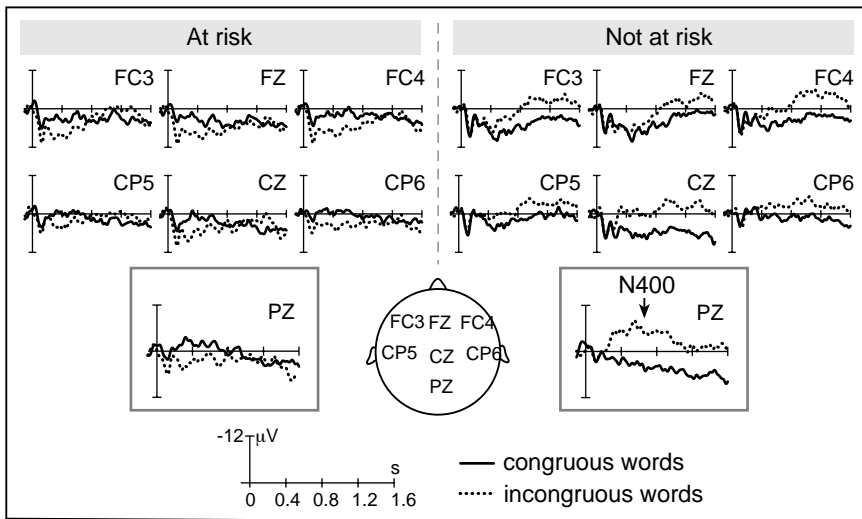 At risk
Not at risk
FC3 FZ FC4
FC3 FZ FC4
CP5 CZ CP6
CP5 CZ CP6
PZ
FC3 FZ FC4
CP5 CZ CP6
PZ
N400
PZ
-12 μV
s
0 0.4 0.8 1.2 1.6
congruous words
incongruous words